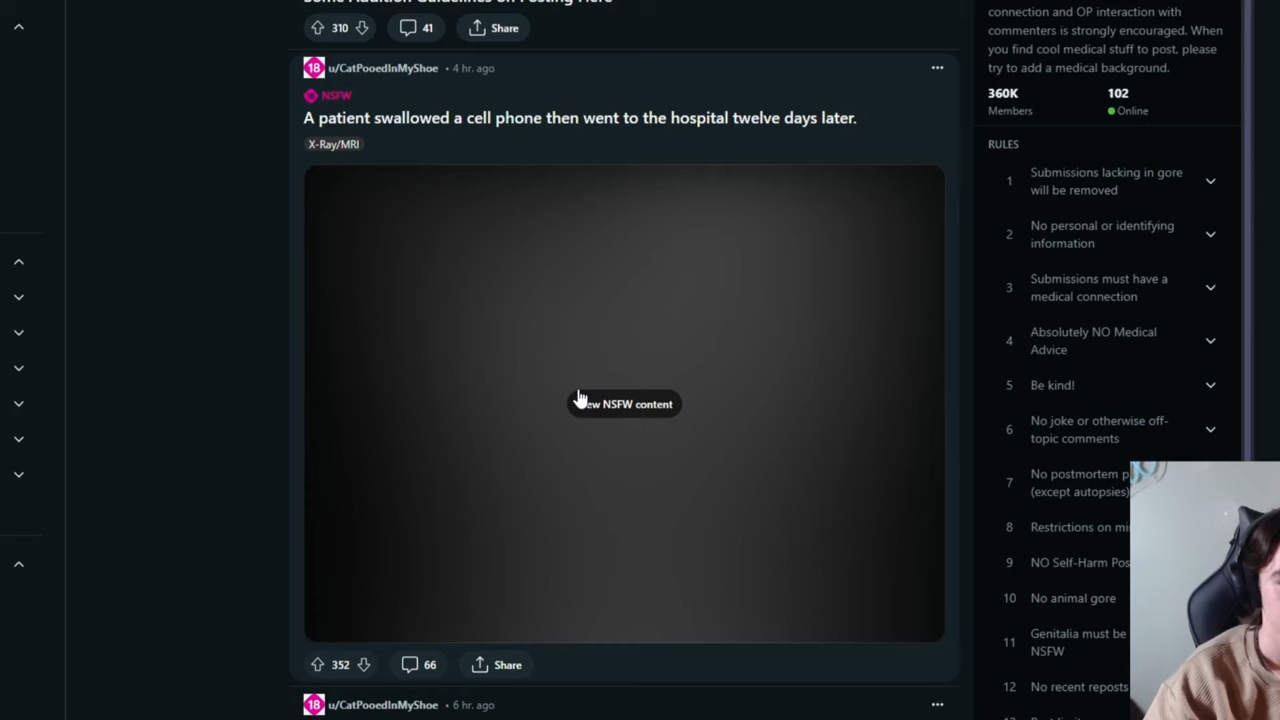 310
41
Share
u/CatPooedInMyShoe • 4 hr. ago
NSFW
A patient swallowed a cell phone then went to the hospital twelve days later.
X-Ray/MRI
NSFW content
352
66
Share
u/CatPooedInMyShoe • 6 hr. ago
connection and OP interaction with
commenters is strongly encouraged. When
you find cool medical stuff to post, please
try to add a medical background.
360K
102
Members
Online
RULES
1
Submissions lacking in gore
will be removed
2
No personal or identifying
information
3
Submissions must have a
medical connection
4
Absolutely NO Medical
Advice
5
Be kind!
6
No joke or otherwise off-
topic comments
7
No postmortem
(except autopsies)
8
Restrictions on
9
NO Self-Harm
10
No animal gore
11
Genitalia must be
NSFW
12
No recent reposts